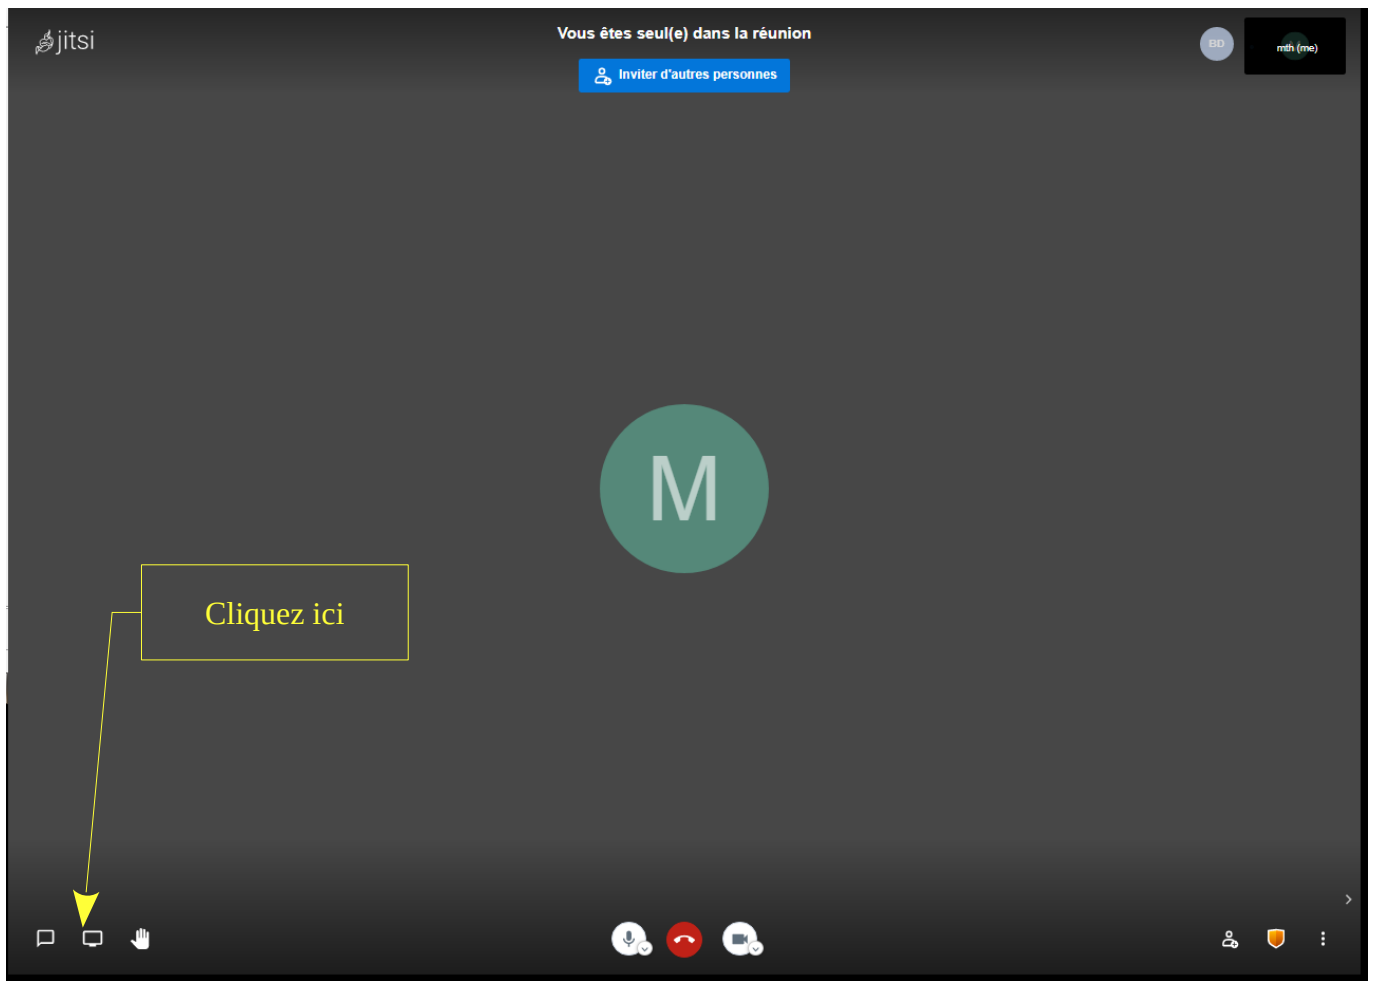 jitsi
Vous êtes seul(e) dans la réunion
Inviter d'autres personnes
BD
mth (me)
M
Cliquez ici